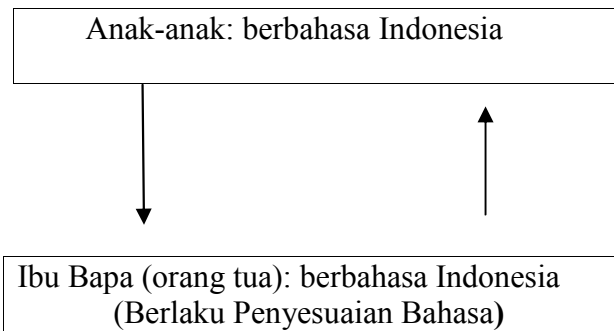 Anak-anak: berbahasa Indonesia
Ibu Bapa (orang tua): berbahasa Indonesia
(Berlaku Penyesuaian Bahasa)